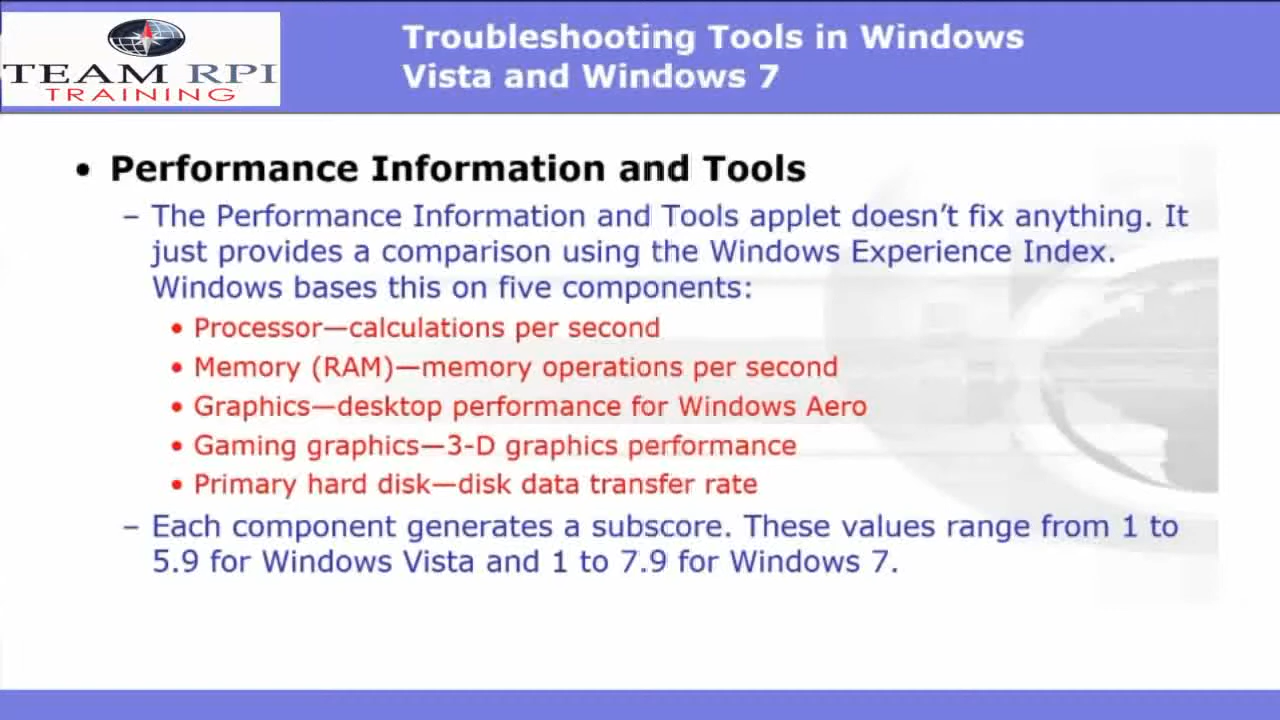 TEAM RPI
TRAINING
Troubleshooting Tools in Windows
Vista and Windows 7
• Performance Information and Tools
– The Performance Information and Tools applet doesn’t fix anything. It
just provides a comparison using the Windows Experience Index.
Windows bases this on five components:
• Processor—calculations per second
• Memory (RAM)—memory operations per second
• Graphics—desktop performance for Windows Aero
• Gaming graphics—3-D graphics performance
• Primary hard disk—disk data transfer rate
– Each component generates a subscore. These values range from 1 to
5.9 for Windows Vista and 1 to 7.9 for Windows 7.